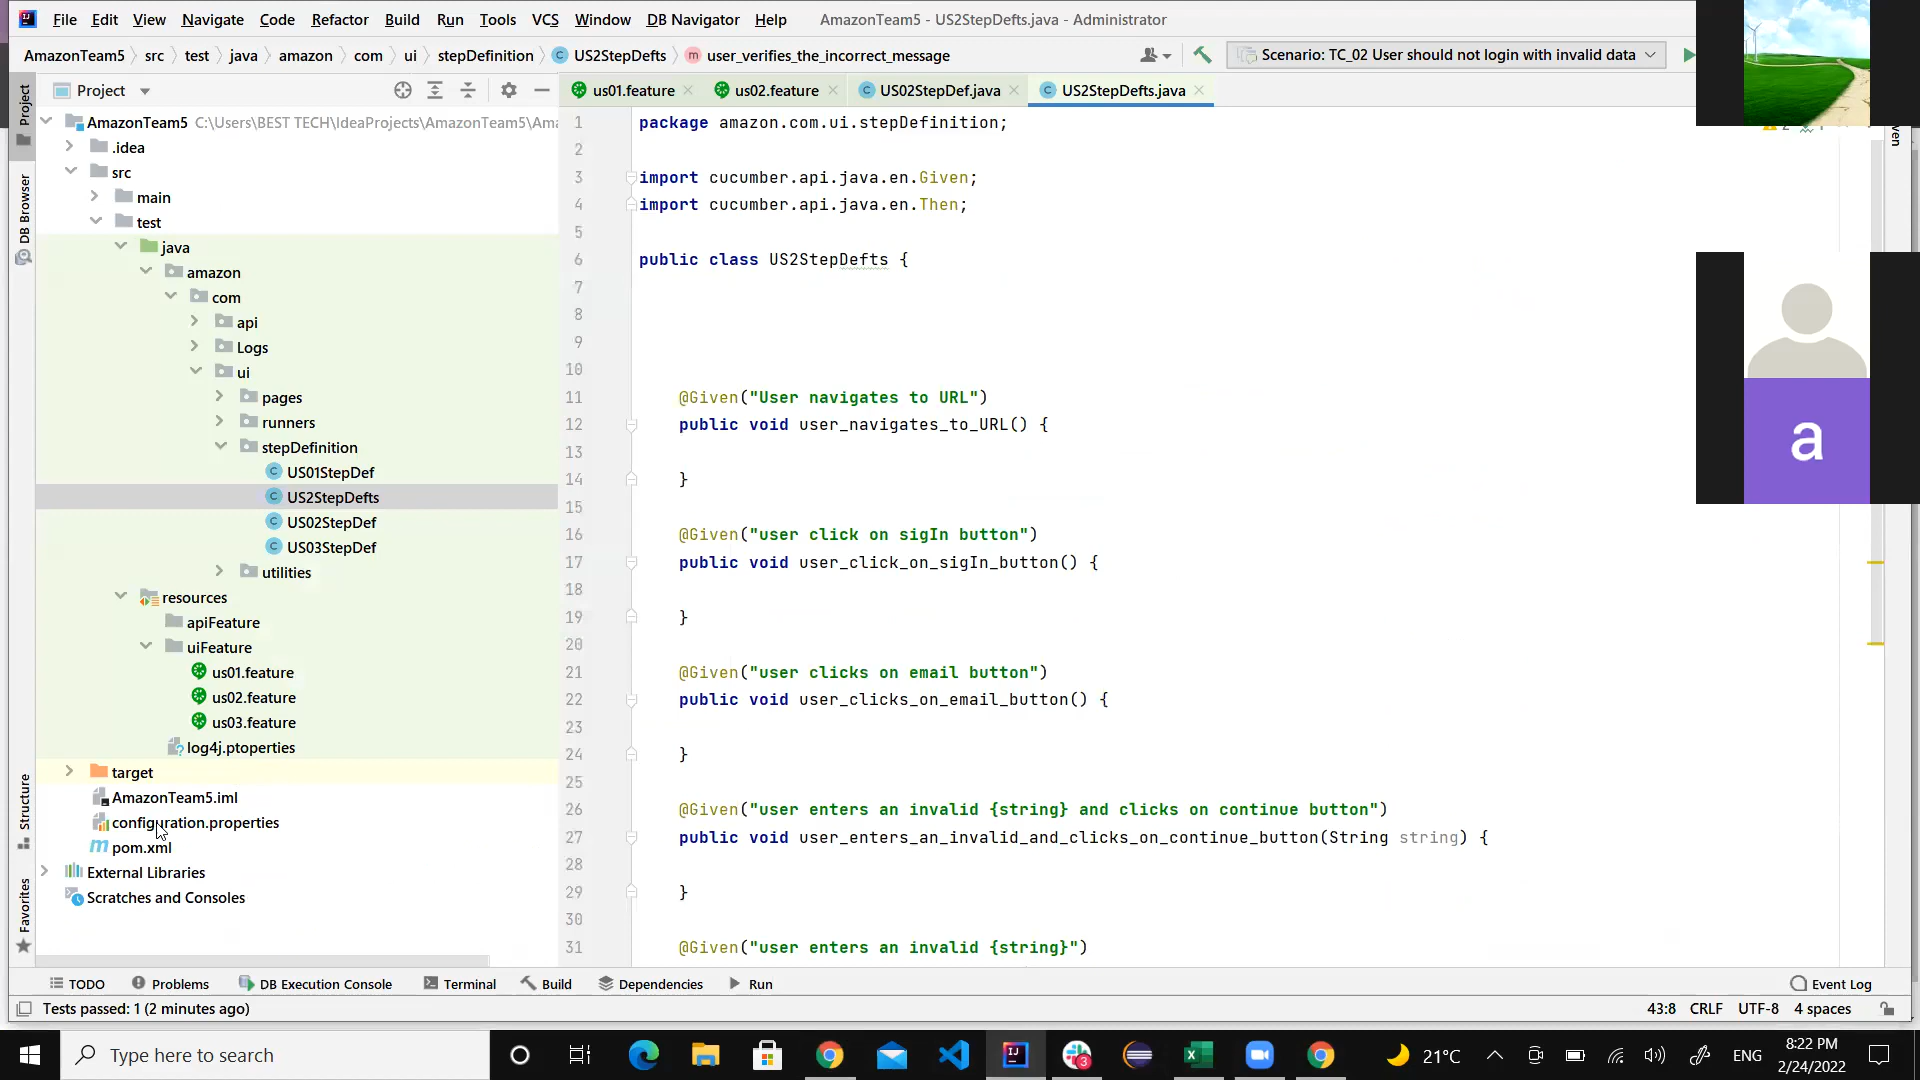 File Edit View Navigate Code Refactor Build Run Tools VCS Window DB Navigator Help AmazonTeam5 - US2StepDefts.java - Administrator
AmazonTeam5 src test java amazon com ui stepDefinition US2StepDefts user_verifies_the_incorrect_message Scenario: TC_02 User should not login with invalid data
Project
us01.feature us02.feature US02StepDef.java US2StepDefts.java
Project
DB Browser
Structure
Favorites
AmazonTeam5 C:\Users\BEST TECH\IdeaProjects\AmazonTeam5\Ama
.idea
src
main
test
java
amazon
com
api
Logs
ui
pages
runners
stepDefinition
US01StepDef
US2StepDefts
US02StepDef
US03StepDef
utilities
resources
apiFeature
uiFeature
us01.feature
us02.feature
us03.feature
log4j.ptoperties
target
AmazonTeam5.iml
configuration.properties
pom.xml
External Libraries
Scratches and Consoles
1 package amazon.com.ui.stepDefinition;
2
3 import cucumber.api.java.en.Given;
4 import cucumber.api.java.en.Then;
5
6 public class US2StepDefts {
7
8
9
10
11 @Given("User navigates to URL")
12 public void user_navigates_to_URL() {
13
14 }
15
16 @Given("user click on sigIn button")
17 public void user_click_on_sigIn_button() {
18
19 }
20
21 @Given("user clicks on email button")
22 public void user_clicks_on_email_button() {
23
24 }
25
26 @Given("user enters an invalid {string} and clicks on continue button")
27 public void user_enters_an_invalid_and_clicks_on_continue_button(String string) {
28
29 }
30
31 @Given("user enters an invalid {string}")
a
TODO Problems DB Execution Console Terminal Build Dependencies Run Event Log
Tests passed: 1 (2 minutes ago) 43:8 CRLF UTF-8 4 spaces
Type here to search
3
21°C ENG
8:22 PM
2/24/2022